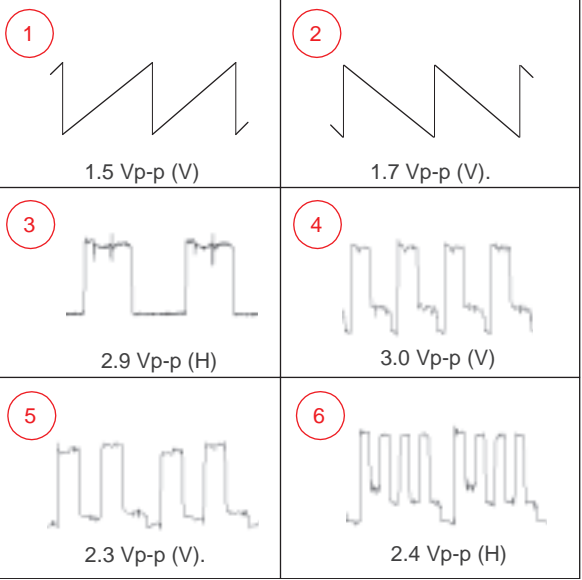 1
2
1.5 Vp-p (V)
1.7 Vp-p (V).
3
4
2.9 Vp-p (H)
3.0 Vp-p (V)
5
6
2.3 Vp-p (V).
2.4 Vp-p (H)